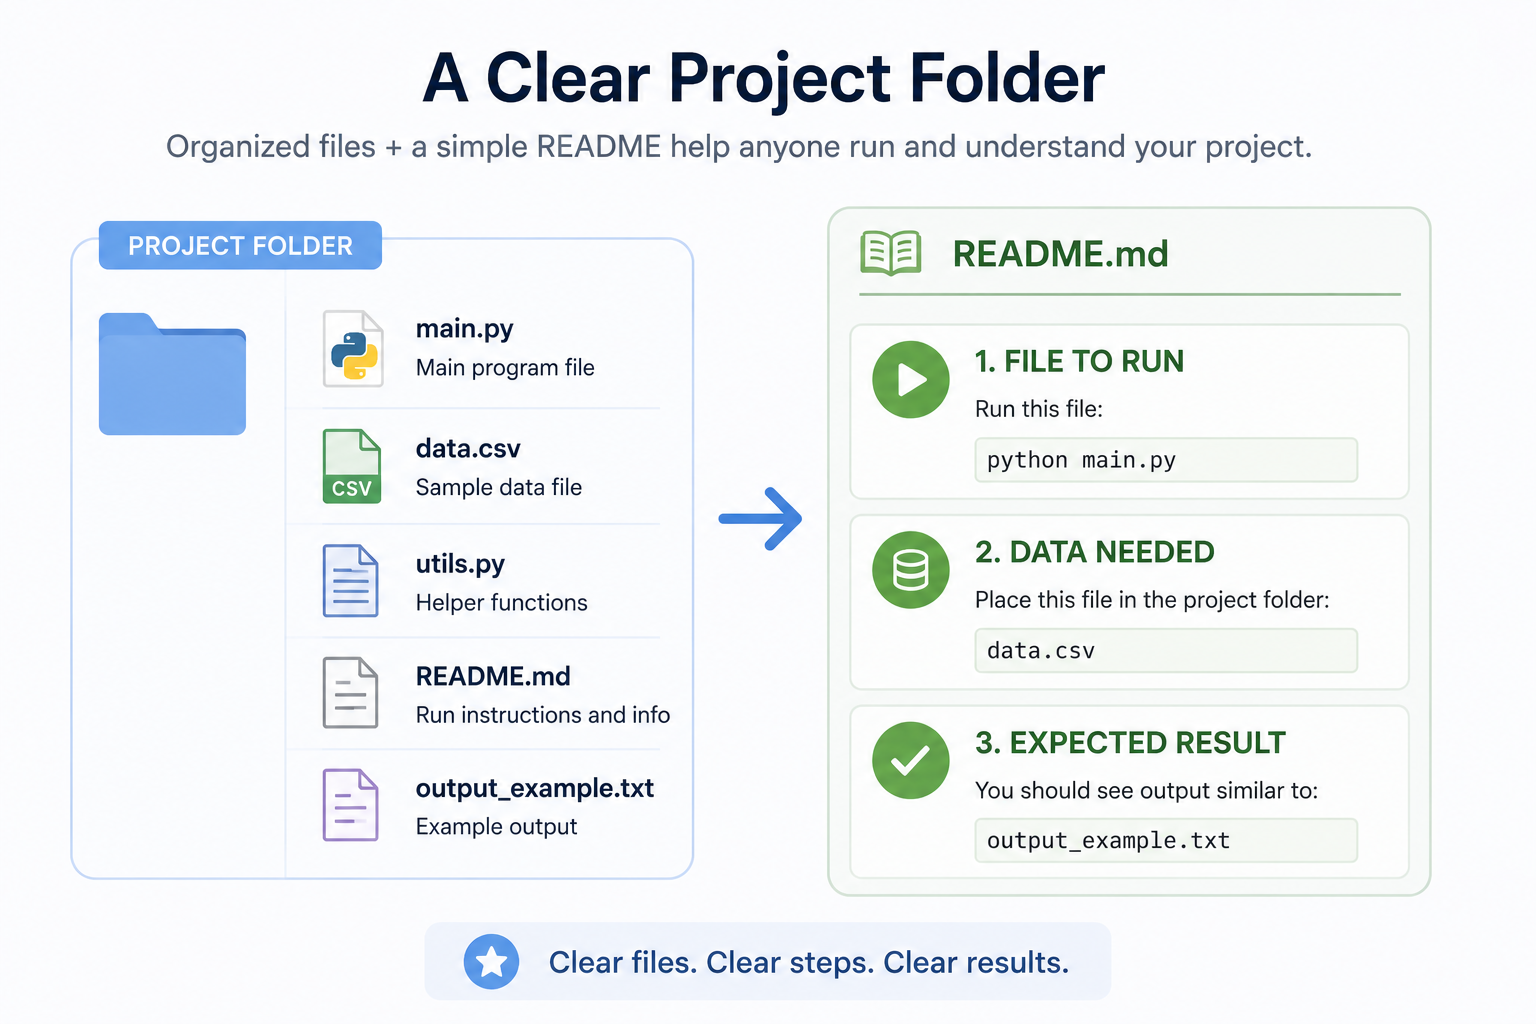 A Clear Project Folder
Organized files + a simple README help anyone run and understand your project.
PROJECT FOLDER
main.py
Main program file
CSV
data.csv
Sample data file
utils.py
Helper functions
README.md
Run instructions and info
output_example.txt
Example output
README.md
1. FILE TO RUN
Run this file:
python main.py
2. DATA NEEDED
Place this file in the project folder:
data.csv
3. EXPECTED RESULT
You should see output similar to:
output_example.txt
Clear files. Clear steps. Clear results.